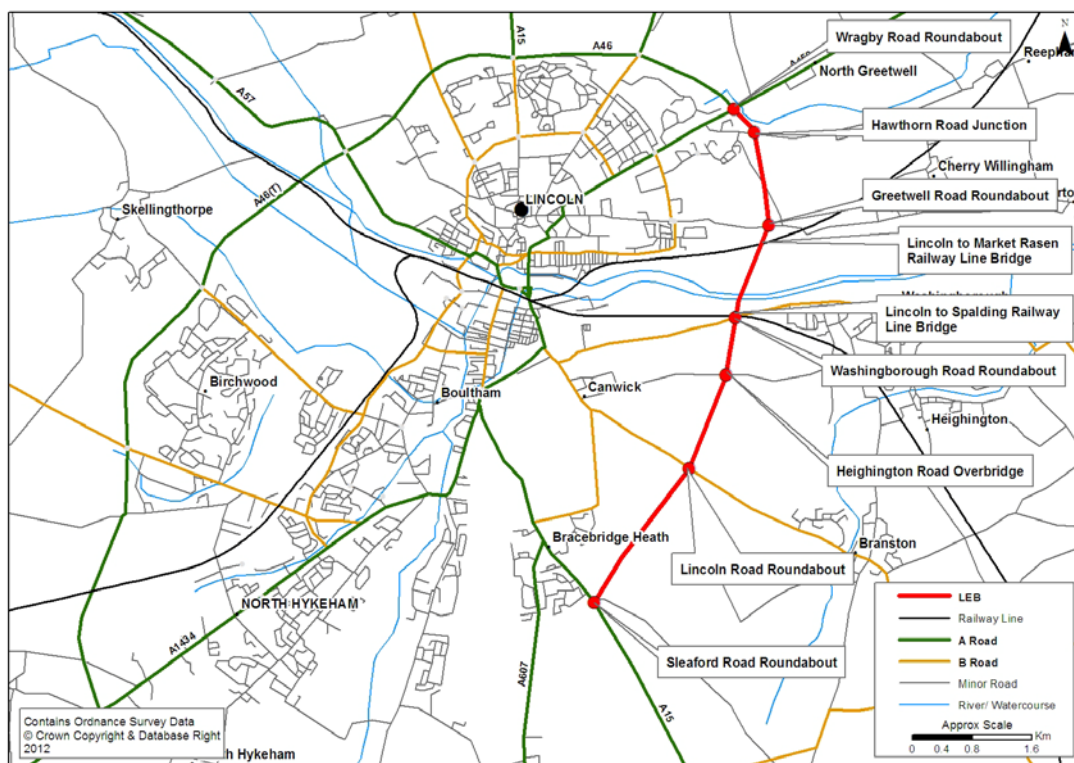 A15
A46
Wragby Road Roundabout
Reepham
North Greetwell
A57
Hawthorn Road Junction
Cherry Willingham
A46(T)
Skellingthorpe
LINCOLN
Greetwell Road Roundabout
Lincoln to Market Rasen
Railway Line Bridge
Lincoln to Spalding Railway
Line Bridge
Washingborough Road Roundabout
Birchwood
Boultham
Canwick
Heighington
Heighington Road Overbridge
Bracebridge Heath
Branston
Lincoln Road Roundabout
NORTH HYKEHAM
A1434
Sleaford Road Roundabout
A607
A15
LEB
Railway Line
A Road
B Road
Minor Road
River/ Watercourse
Approx Scale
Km
0 0.4 0.8 1.6
Contains Ordnance Survey Data
© Crown Copyright & Database Right
2012
Hykeham
N